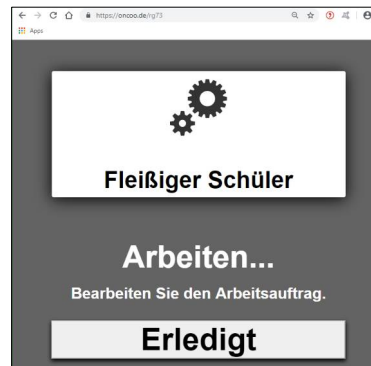 https://oncoo.de/rg73
Apps
Fleißiger Schüler
Arbeiten...
Bearbeiten Sie den Arbeitsauftrag.
Erledigt